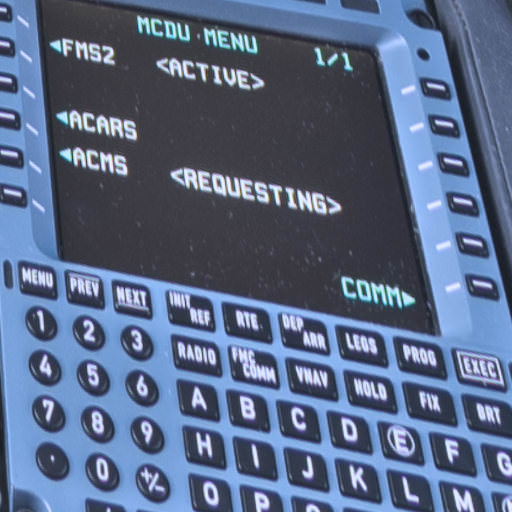 MCDU MENU
1/1
◄FMS2 <ACTIVE>
◄ACARS
◄ACMS <REQUESTING>
COMM►
MENU PREV NEXT INIT REF RTE DEP ARR LEGS PROG EXEC
1 2 3 RADIO FMC COMM VNAV HOLD FIX BRT
4 5 6 A B C D E F G
7 8 9 H I J K L M
. 0 +/- O P